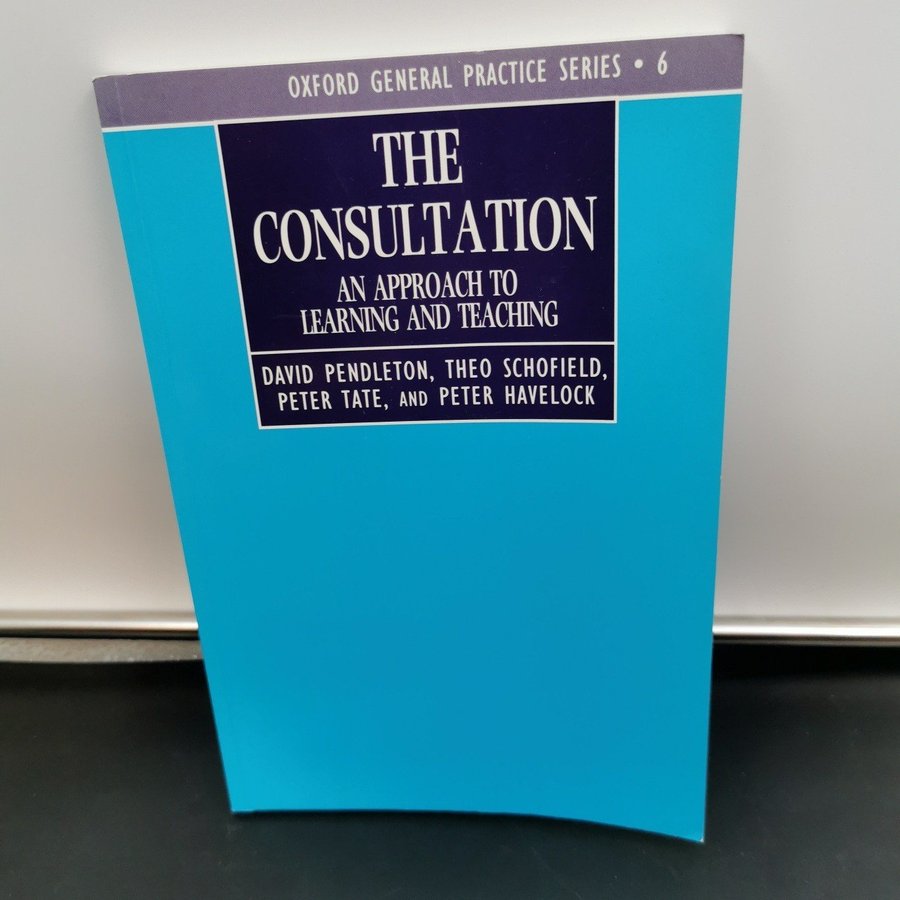 OXFORD GENERAL PRACTICE SERIES • 6
THE
CONSULTATION
AN APPROACH TO
LEARNING AND TEACHING
DAVID PENDLETON, THEO SCHOFIELD,
PETER TATE, AND PETER HAVELOCK